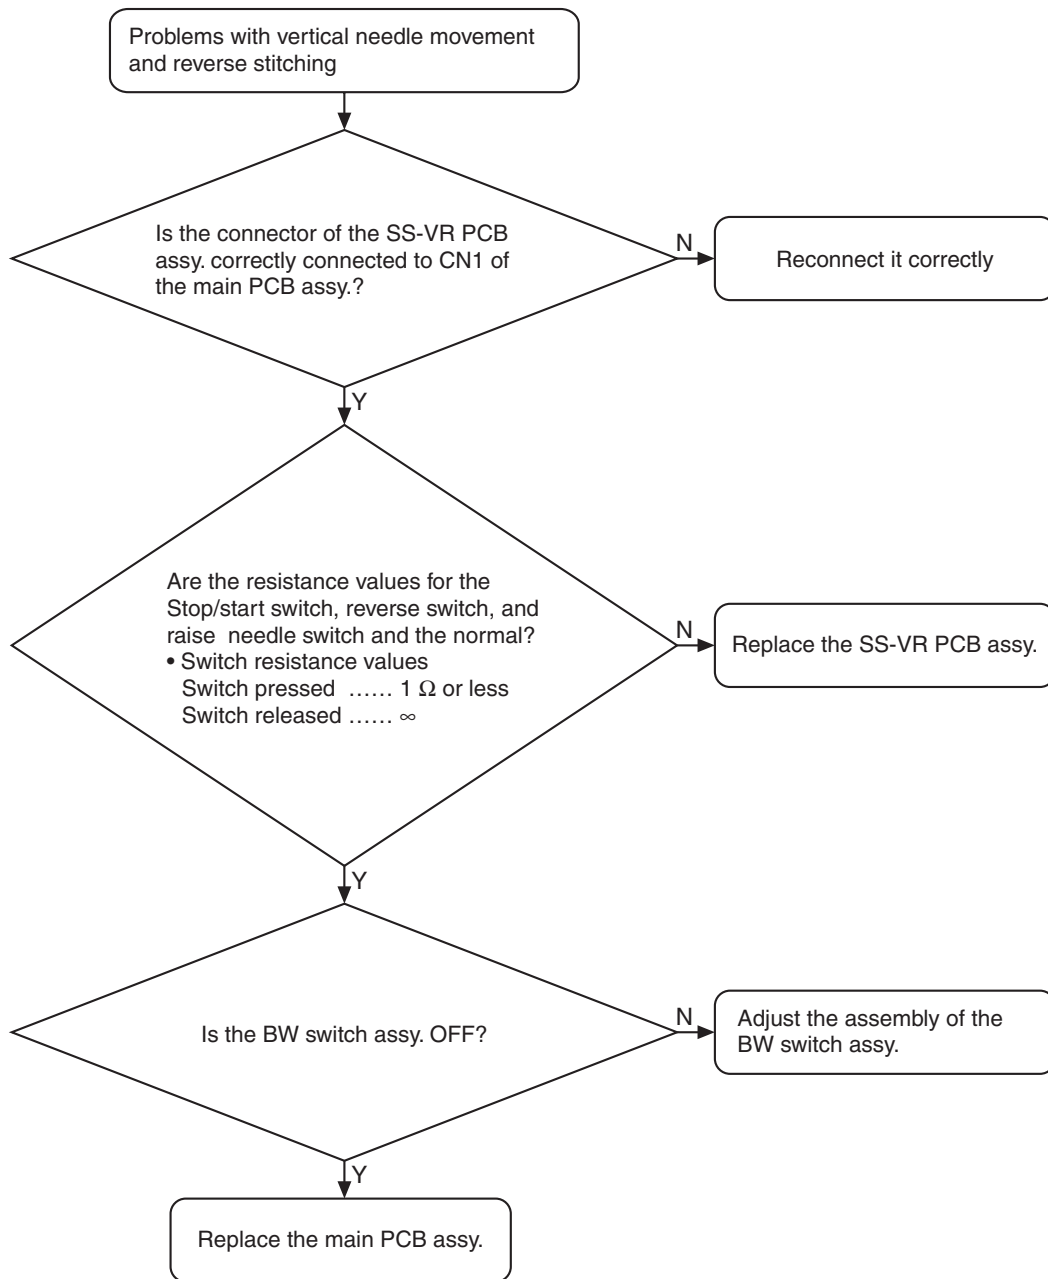 Problems with vertical needle movement
and reverse stitching
Is the connector of the SS-VR PCB
assy. correctly connected to CN1 of
the main PCB assy.?
N
Reconnect it correctly
Y
Are the resistance values for the
Stop/start switch, reverse switch, and
raise needle switch and the normal?
• Switch resistance values
Switch pressed …… 1 Ω or less
Switch released …… ∞
N
Replace the SS-VR PCB assy.
Y
Is the BW switch assy. OFF?
N
Adjust the assembly of the
BW switch assy.
Y
Replace the main PCB assy.